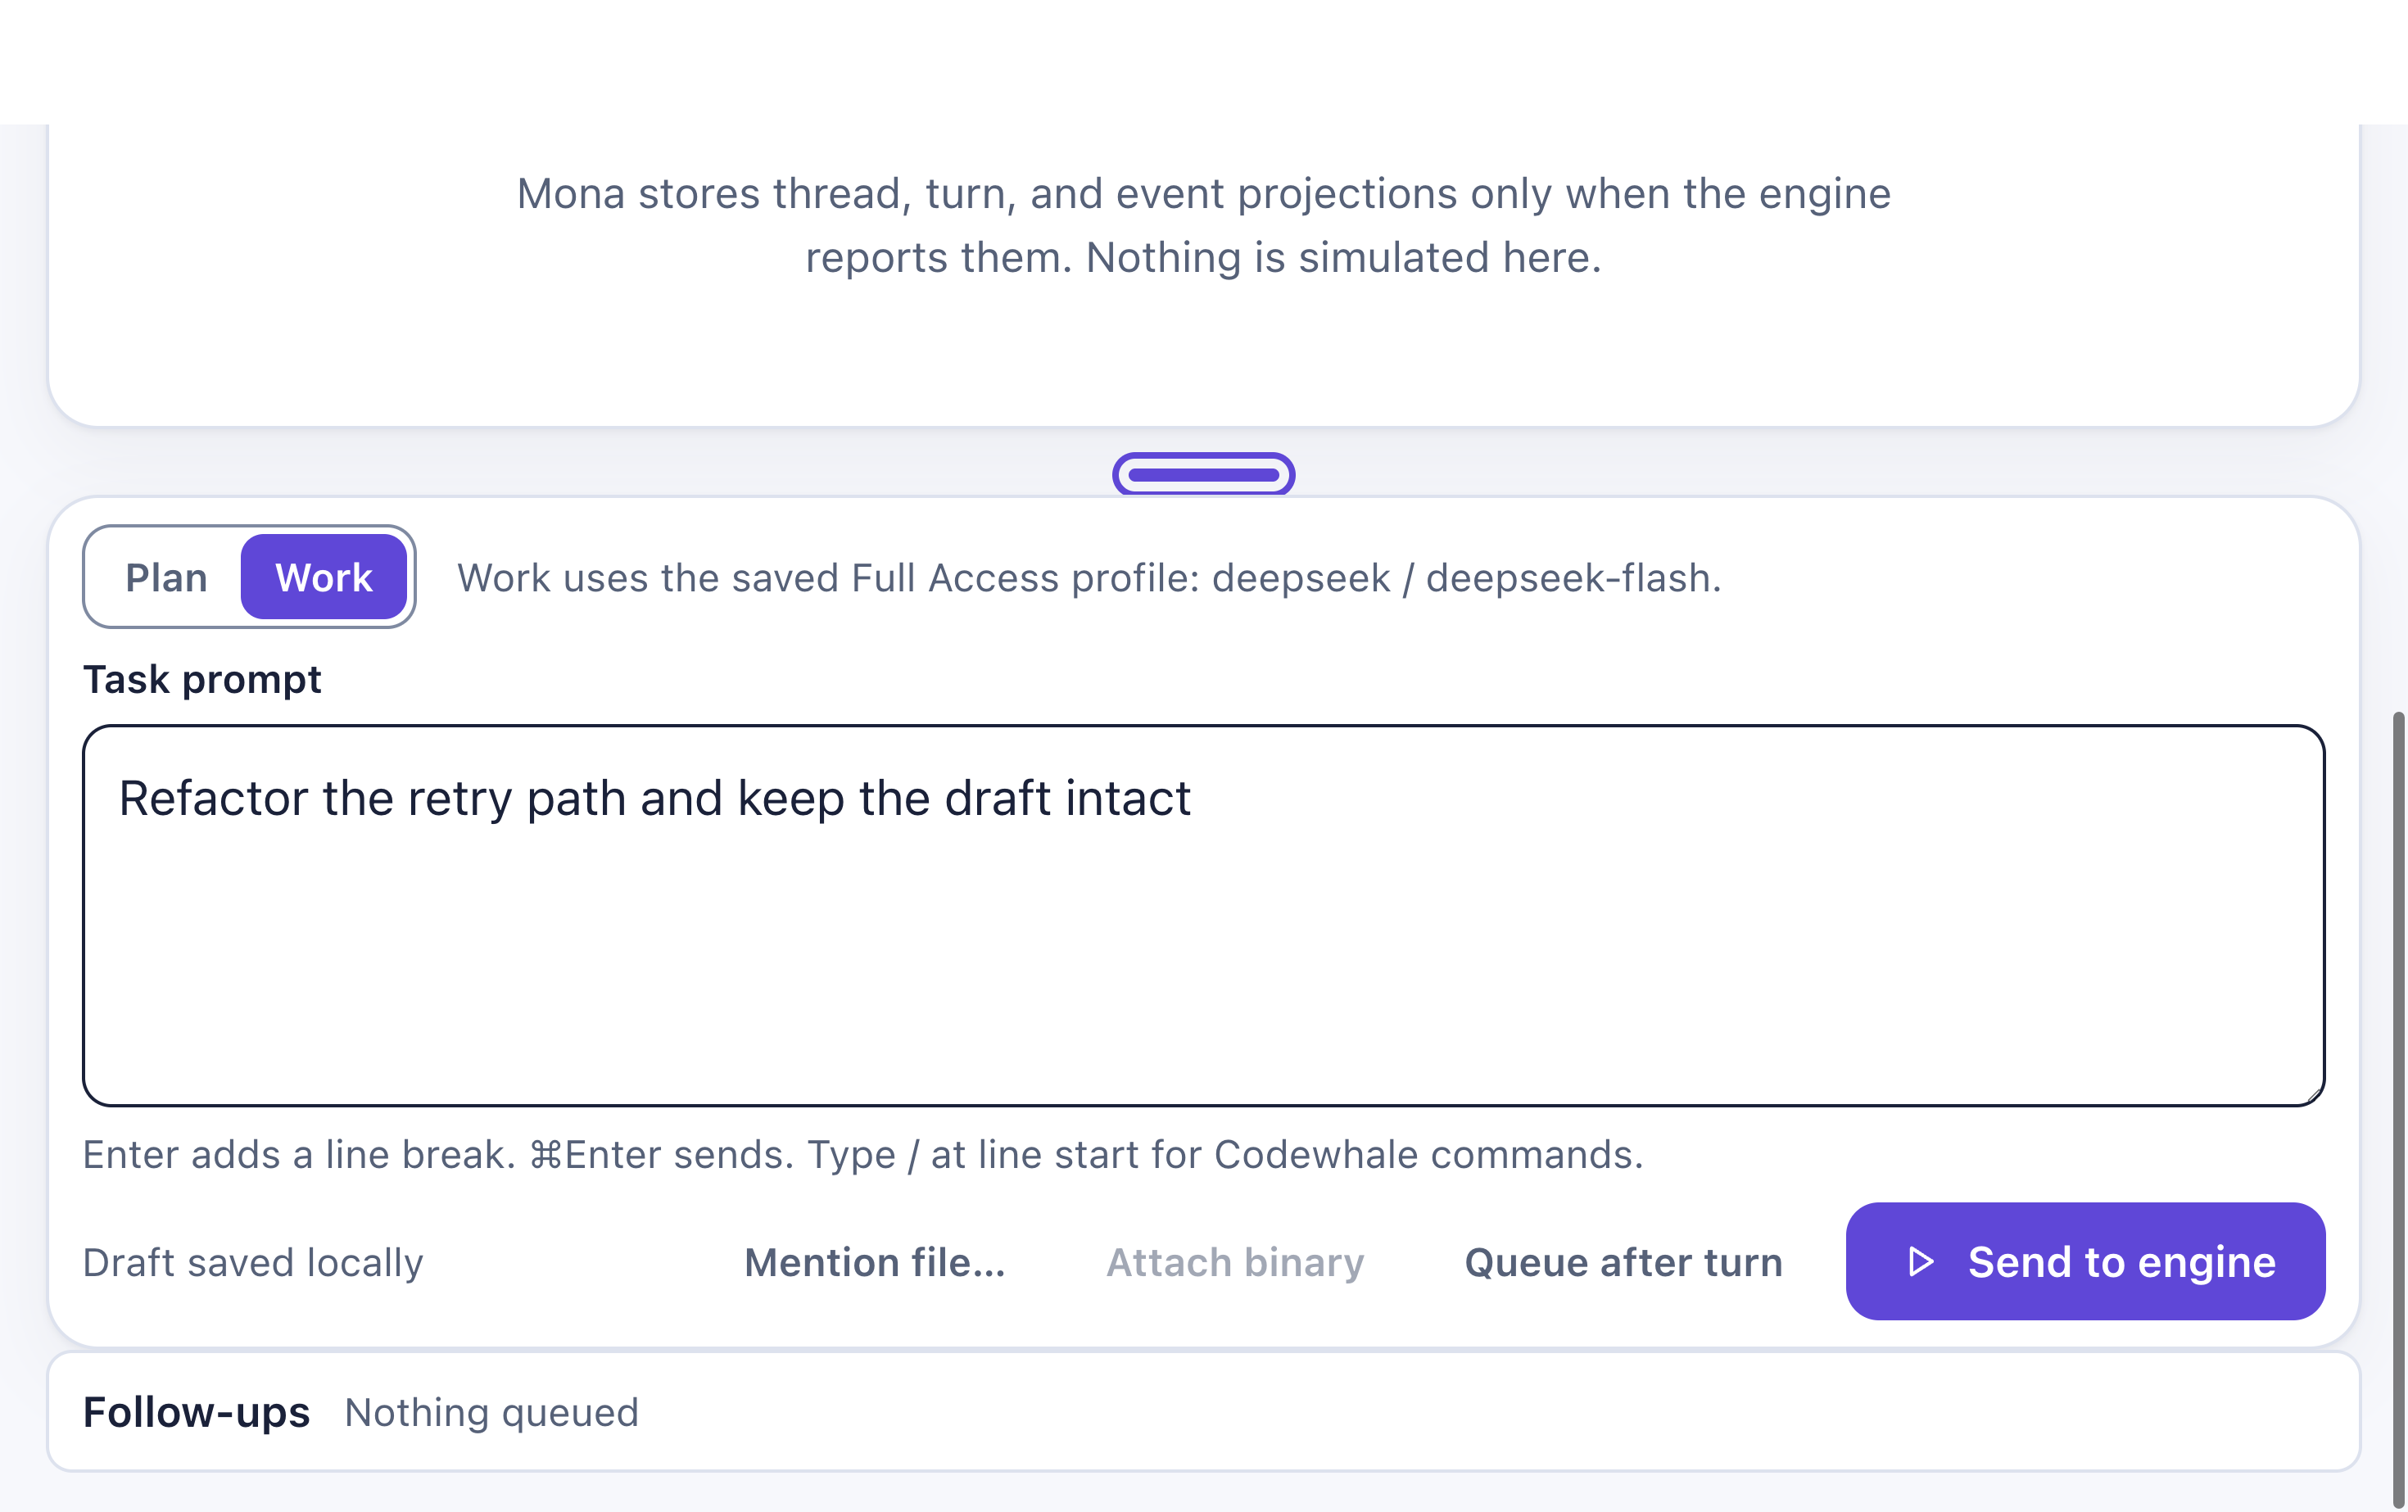 Mona stores thread, turn, and event projections only when the engine
reports them. Nothing is simulated here.
Plan Work Work uses the saved Full Access profile: deepseek / deepseek-flash.
Task prompt
Refactor the retry path and keep the draft intact
Enter adds a line break. ⌘Enter sends. Type / at line start for Codewhale commands.
Draft saved locally Mention file... Attach binary Queue after turn Send to engine
Follow-ups Nothing queued